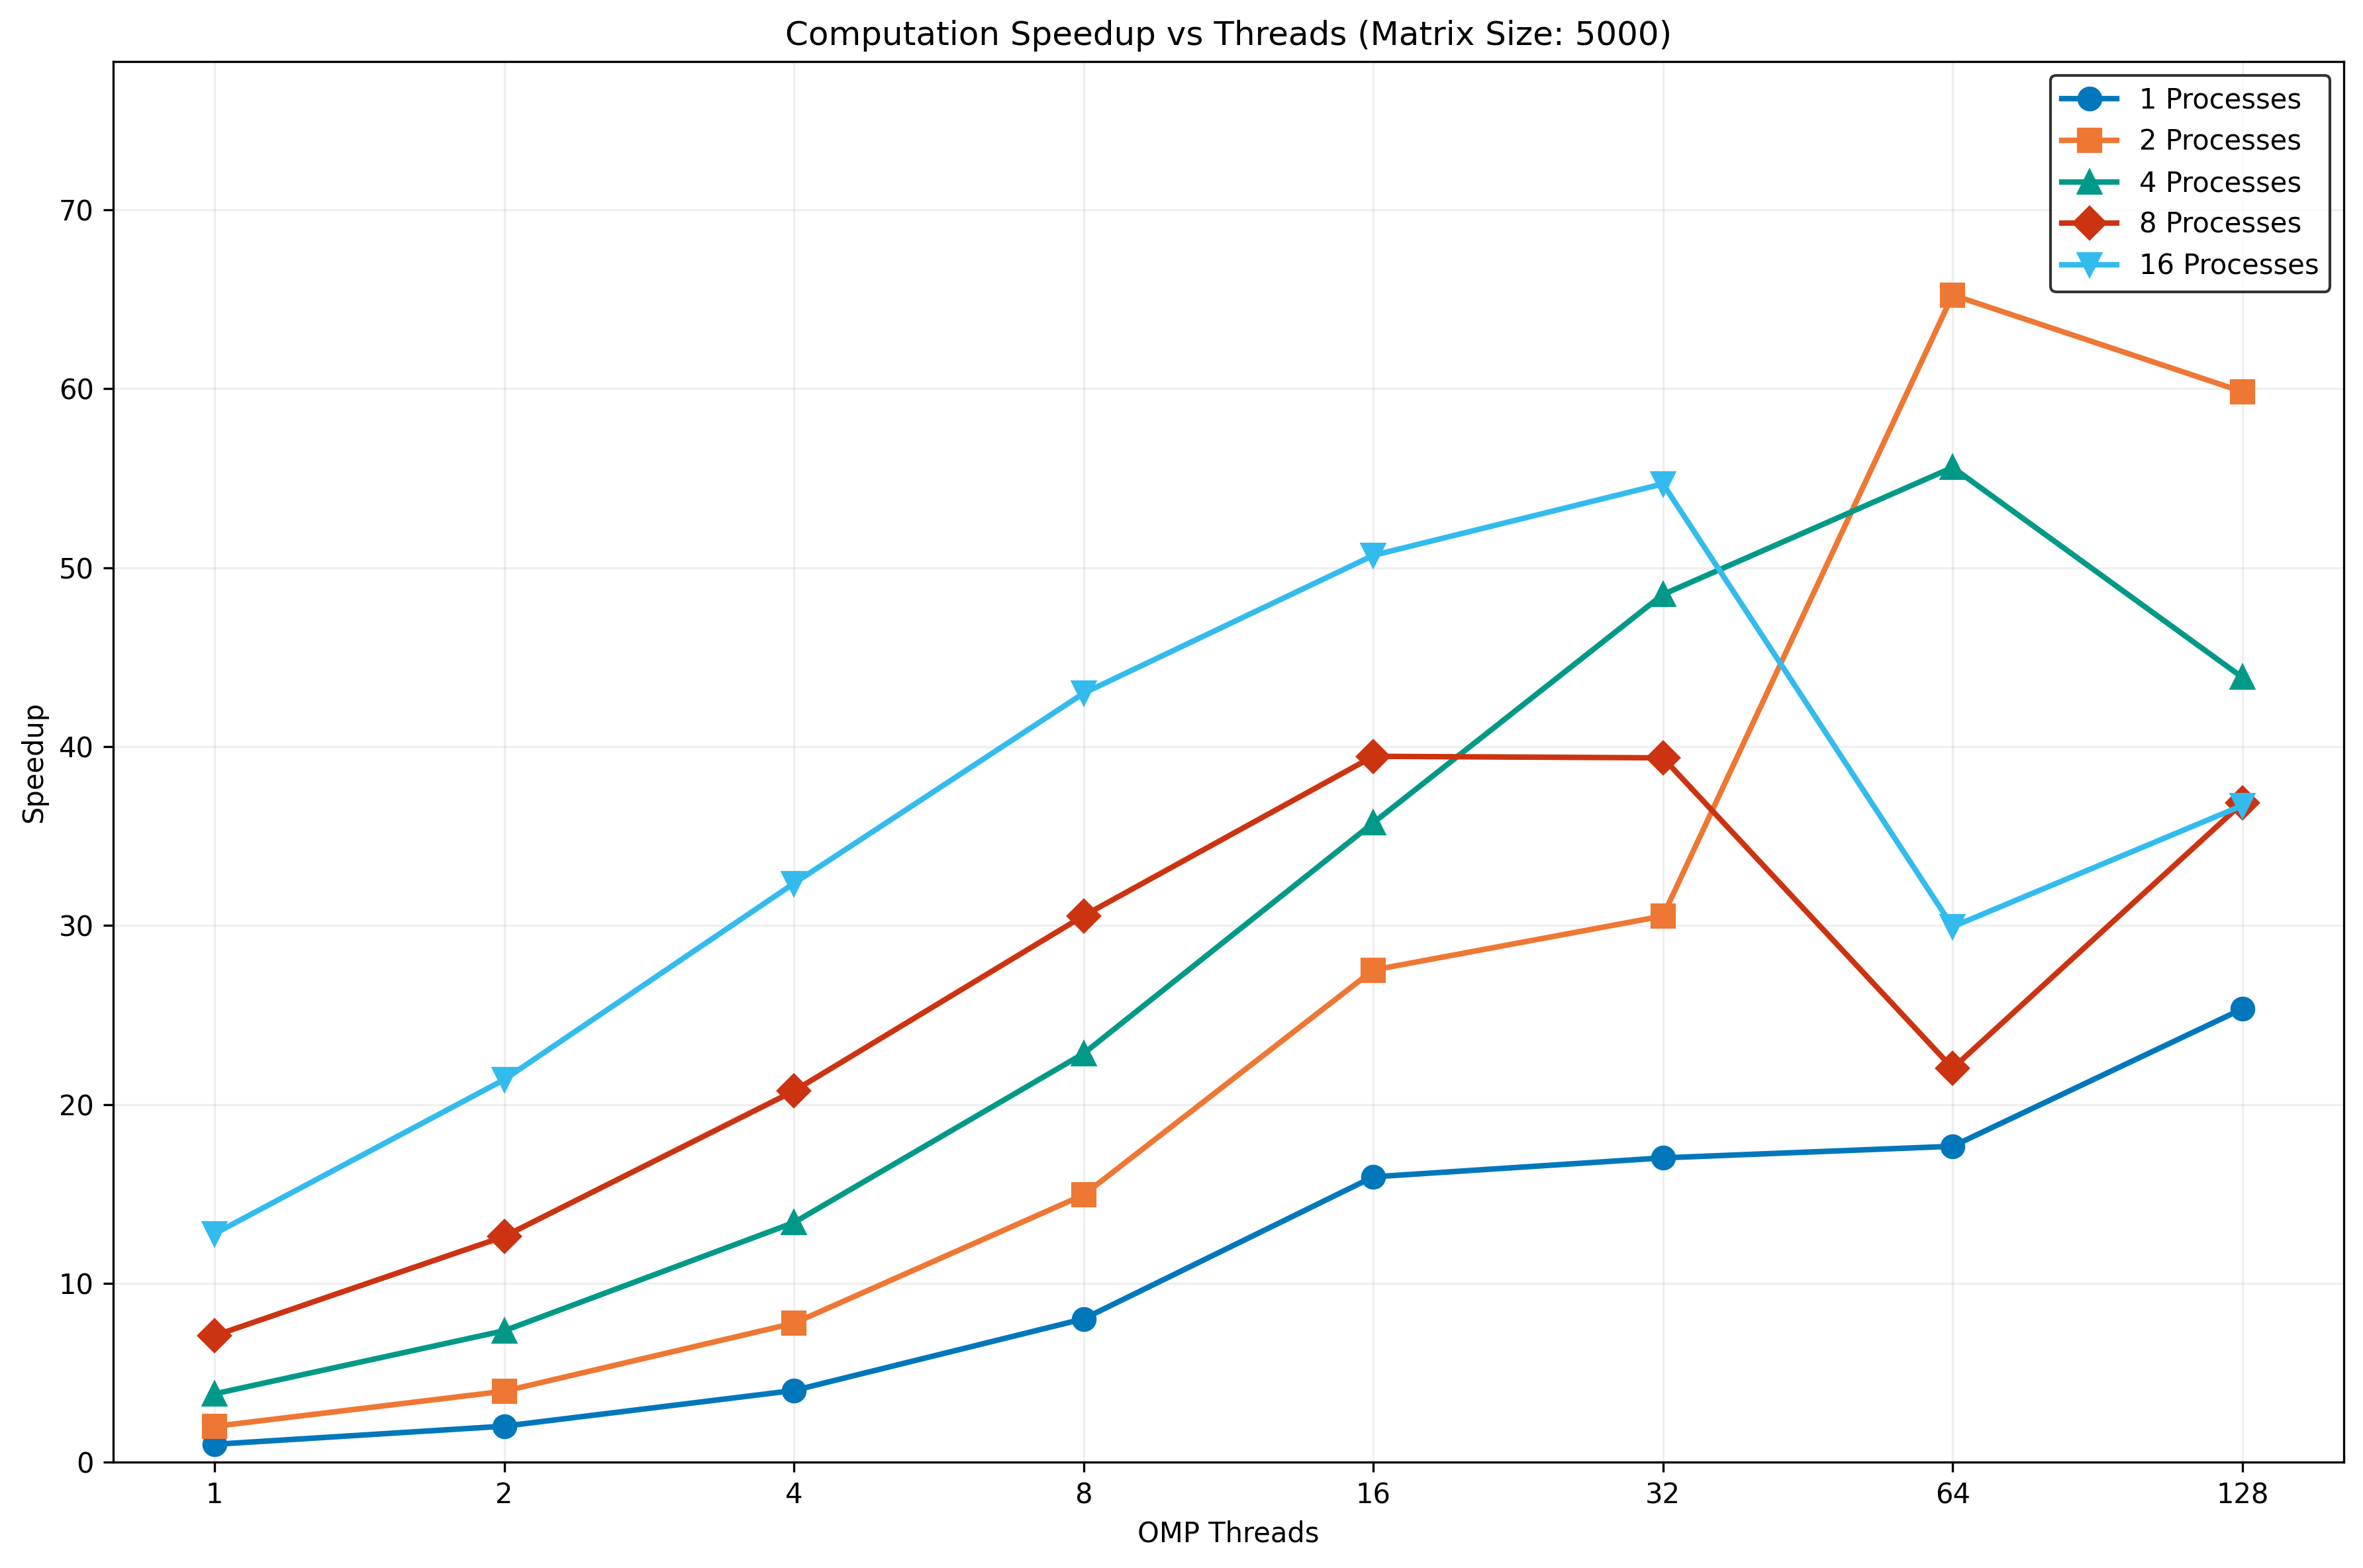 Computation Speedup vs Threads (Matrix Size: 5000)
1 Processes
2 Processes
4 Processes
8 Processes
16 Processes
70
60
50
40
30
20
10
0
Speedup
1 2 4 8 16 32 64 128
OMP Threads